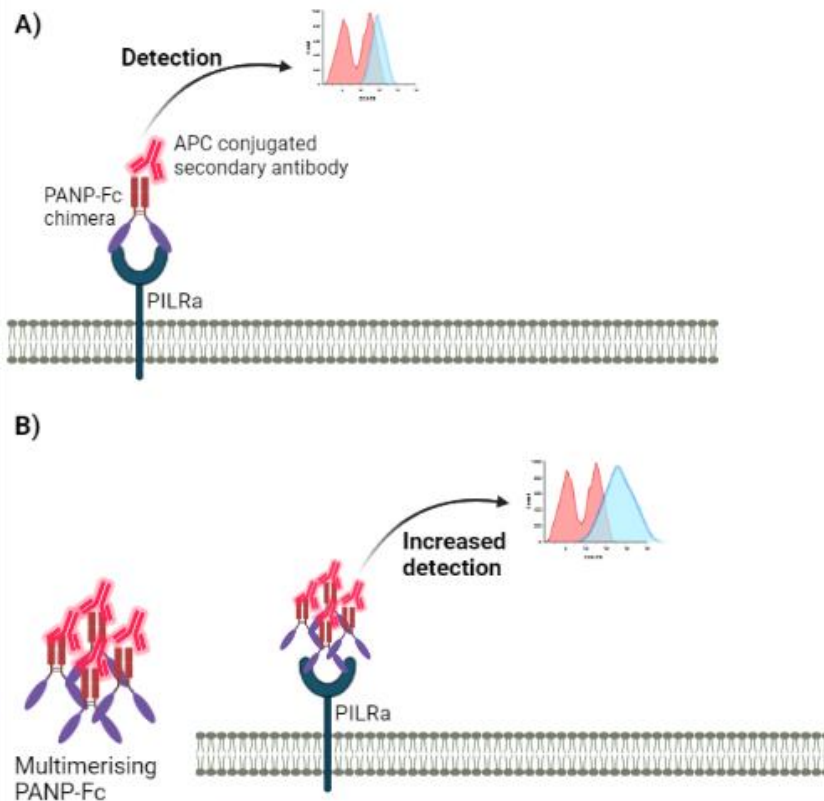 A)
Detection
APC conjugated
secondary antibody
PANP-Fc
chimera
PILRa
B)
Increased
detection
PILRa
Multimerising
PANP-Fc